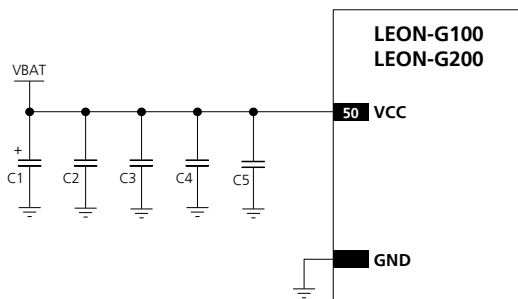 LEON-G100
LEON-G200
VBAT
50 VCC
+
C1 C2 C3 C4 C5
GND